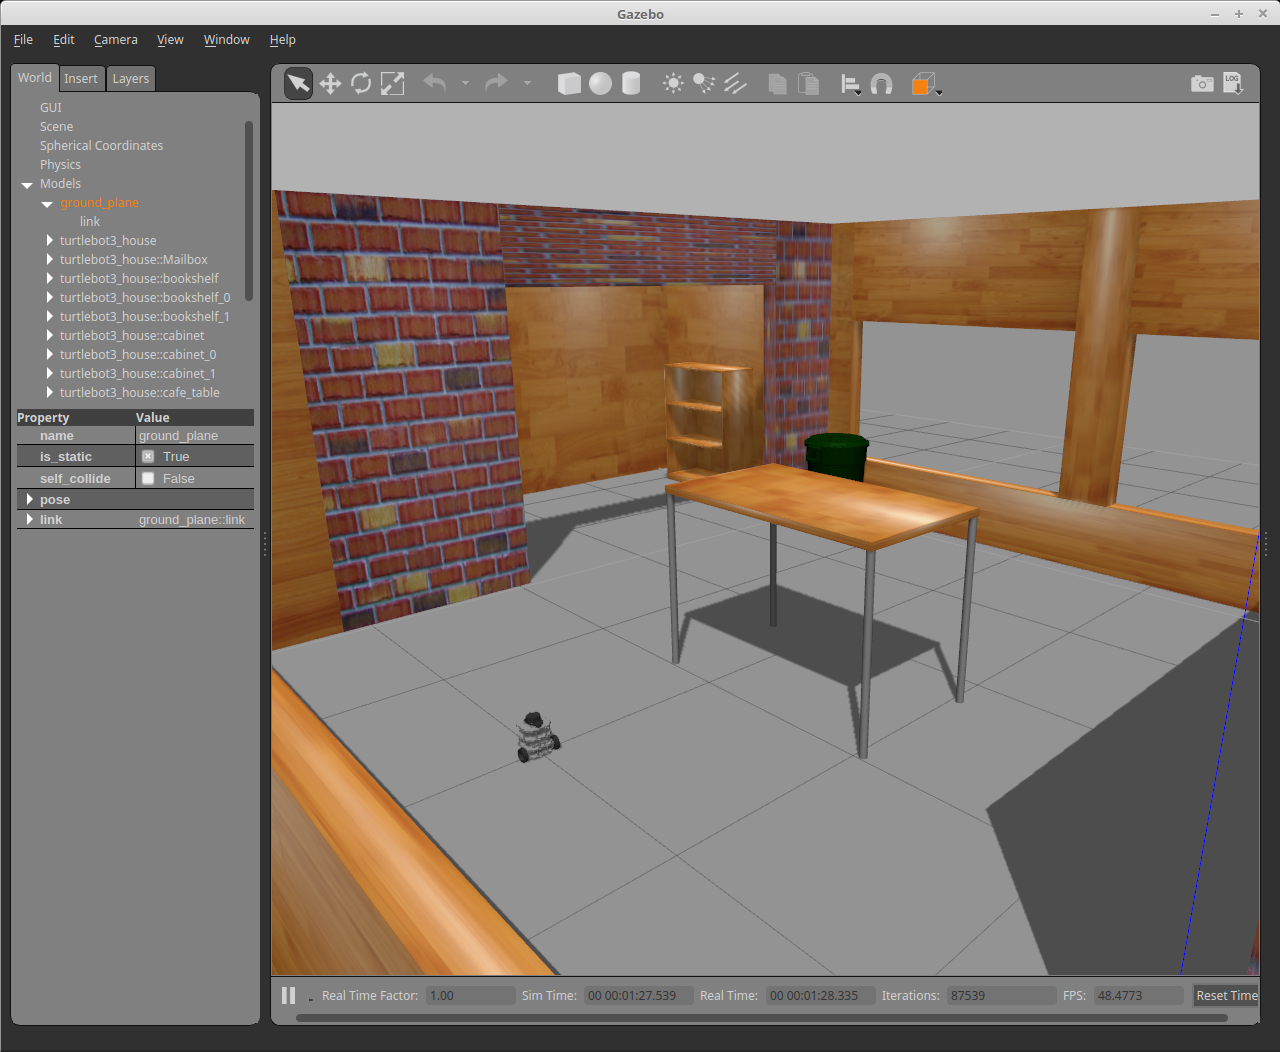 Gazebo
File Edit Camera View Window Help
World Insert Layers
LOG
GUI
Scene
Spherical Coordinates
Physics
Models
ground_plane
link
turtlebot3_house
turtlebot3_house::Mailbox
turtlebot3_house::bookshelf
turtlebot3_house::bookshelf_0
turtlebot3_house::bookshelf_1
turtlebot3_house::cabinet
turtlebot3_house::cabinet_0
turtlebot3_house::cabinet_1
turtlebot3_house::cafe_table
Property Value
name ground_plane
is_static True
self_collide False
pose
link ground_plane::link
Real Time Factor: 1.00 Sim Time: 00 00:01:27.539 Real Time: 00 00:01:28.335 Iterations: 87539 FPS: 48.4773 Reset Time